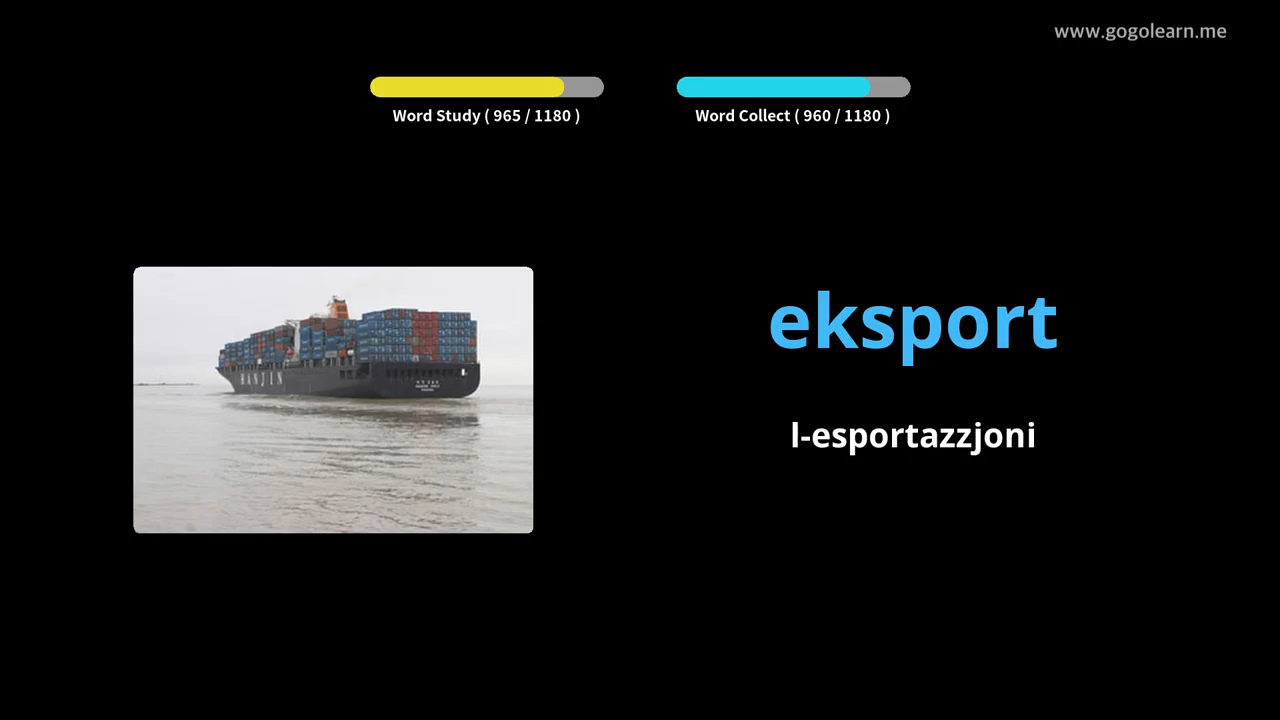 www.gogolearn.me
Word Study ( 965 / 1180 )
Word Collect ( 960 / 1180 )
eksport
l-esportazzjoni
HANJIN